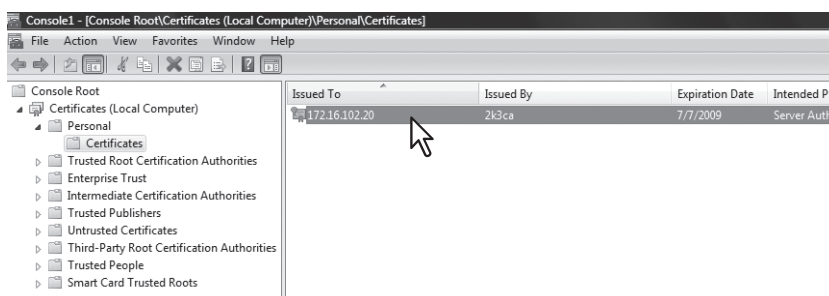 Console1 - [Console Root\Certificates (Local Computer)\Personal\Certificates]
File Action View Favorites Window Help
Console Root
Certificates (Local Computer)
Personal
Certificates
Trusted Root Certification Authorities
Enterprise Trust
Intermediate Certification Authorities
Trusted Publishers
Untrusted Certificates
Third-Party Root Certification Authorities
Trusted People
Smart Card Trusted Roots
Issued To Issued By Expiration Date Intended P
172.16.102.20 2k3ca 7/7/2009 Server Auth